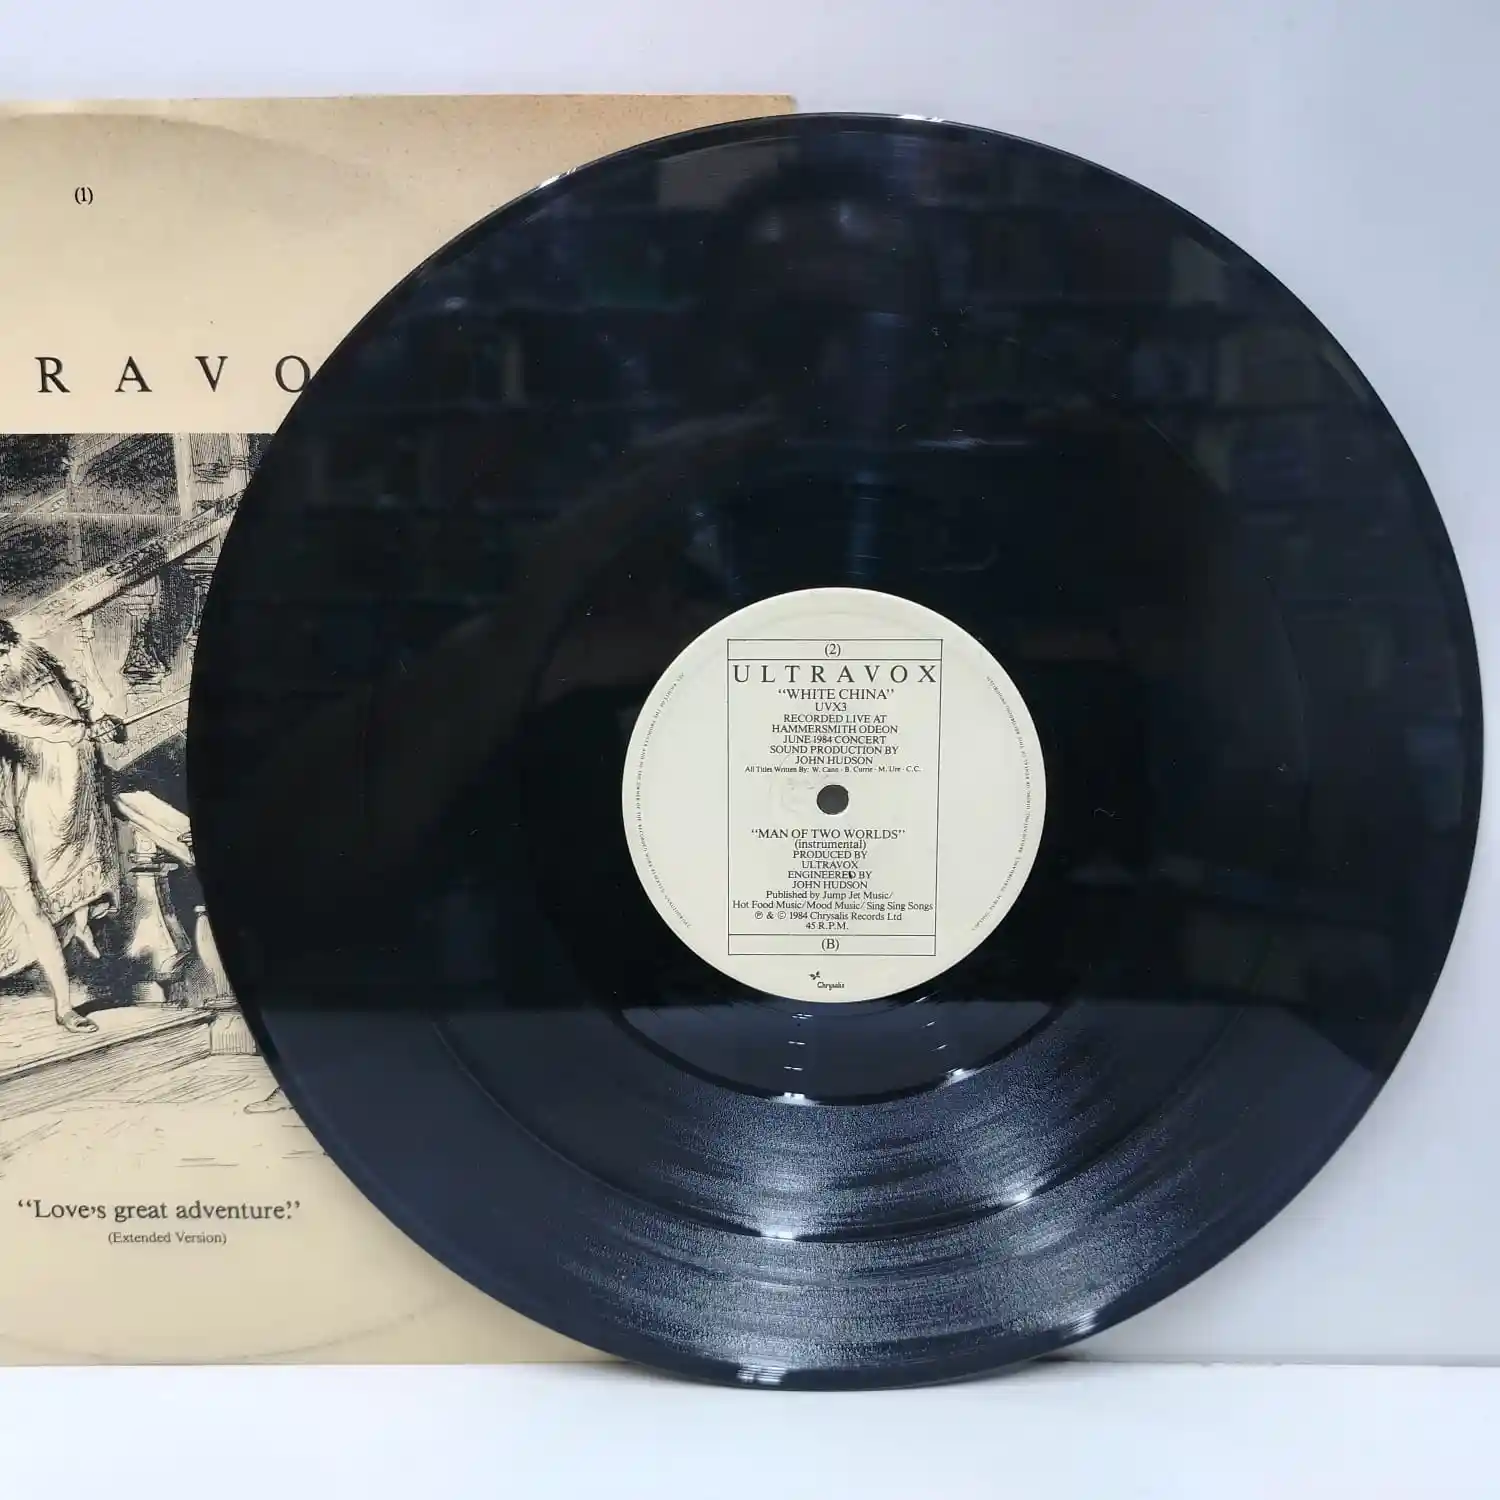 (1)
RAVO
“Love's great adventure.”
(Extended Version)
(2)
ULTRAVOX
“WHITE CHINA”
UVX3
RECORDED LIVE AT
HAMMERSMITH ODEON
JUNE 1984 CONCERT
SOUND PRODUCTION BY
JOHN HUDSON
All Titles Written By: W. Cann · B. Currie · M. Ure · C.C.
“MAN OF TWO WORLDS”
(instrumental)
PRODUCED BY
ULTRAVOX
ENGINEERED BY
JOHN HUDSON
Published by Jump Jet Music/
Hot Food Music/Mood Music/ Sing Sing Songs
℗ & © 1984 Chrysalis Records Ltd
45 R.P.M.
(B)
Chrysalis